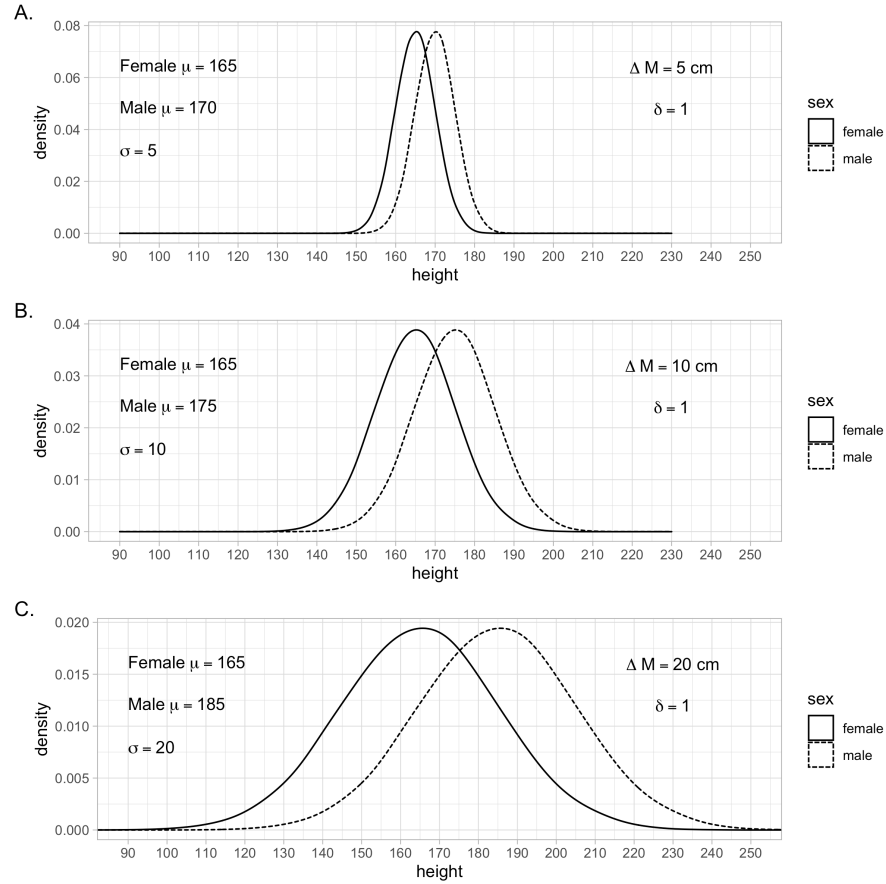 A.
0.08
0.06
0.04
0.02
0.00
density
Female μ = 165
Male μ = 170
σ = 5
Δ M = 5 cm
δ = 1
90 100 110 120 130 140 150 160 170 180 190 200 210 220 230 240 250
height
sex
female
male
B.
0.04
0.03
0.02
0.01
0.00
density
Female μ = 165
Male μ = 175
σ = 10
Δ M = 10 cm
δ = 1
90 100 110 120 130 140 150 160 170 180 190 200 210 220 230 240 250
height
sex
female
male
C.
0.020
0.015
0.010
0.005
0.000
density
Female μ = 165
Male μ = 185
σ = 20
Δ M = 20 cm
δ = 1
90 100 110 120 130 140 150 160 170 180 190 200 210 220 230 240 250
height
sex
female
male